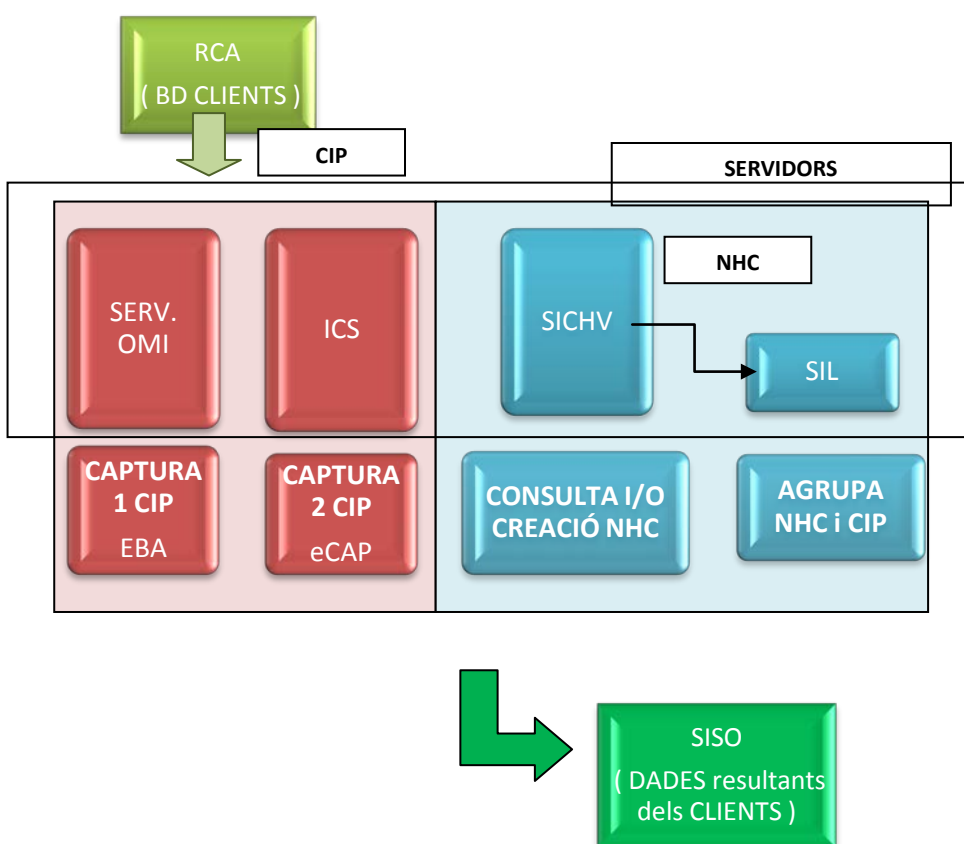 RCA
( BD CLIENTS )
CIP
SERVIDORS
SERV.
OMI
ICS
SICHV
NHC
SIL
CAPTURA
1 CIP
EBA
CAPTURA
2 CIP
eCAP
CONSULTA I/O
CREACIÓ NHC
AGRUPA
NHC i CIP
SISO
( DADES resultants
dels CLIENTS )